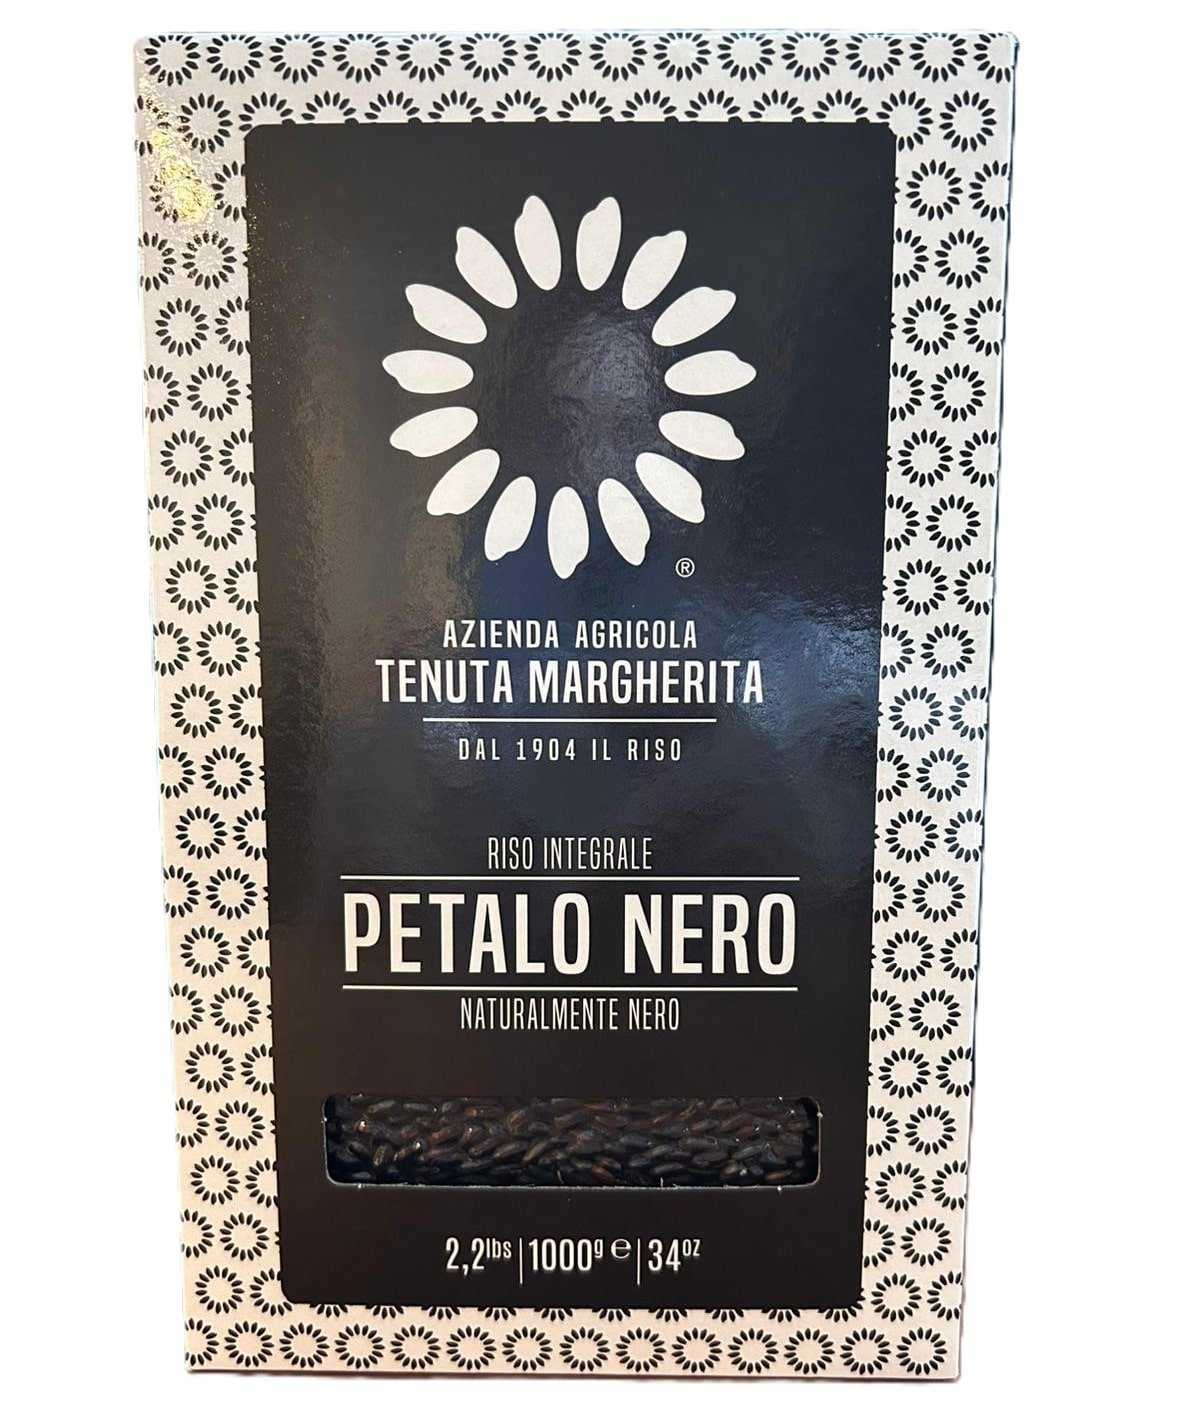 ®
AZIENDA AGRICOLA
TENUTA MARGHERITA
DAL 1904 IL RISO
RISO INTEGRALE
PETALO NERO
NATURALMENTE NERO
2,2lbs | 1000g ℮ | 34oz